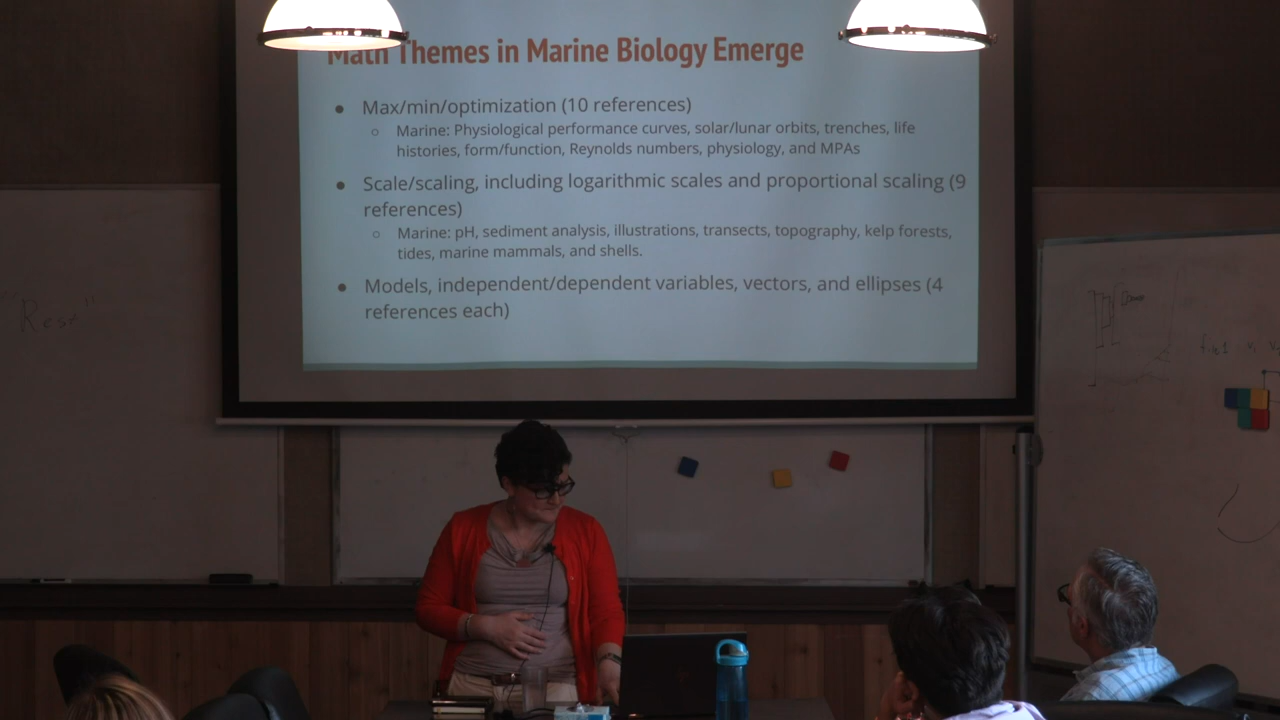 Math Themes in Marine Biology Emerge
● Max/min/optimization (10 references)
○ Marine: Physiological performance curves, solar/lunar orbits, trenches, life
histories, form/function, Reynolds numbers, physiology, and MPAs
● Scale/scaling, including logarithmic scales and proportional scaling (9
references)
○ Marine: pH, sediment analysis, illustrations, transects, topography, kelp forests,
tides, marine mammals, and shells.
● Models, independent/dependent variables, vectors, and ellipses (4
references each)
Rest"